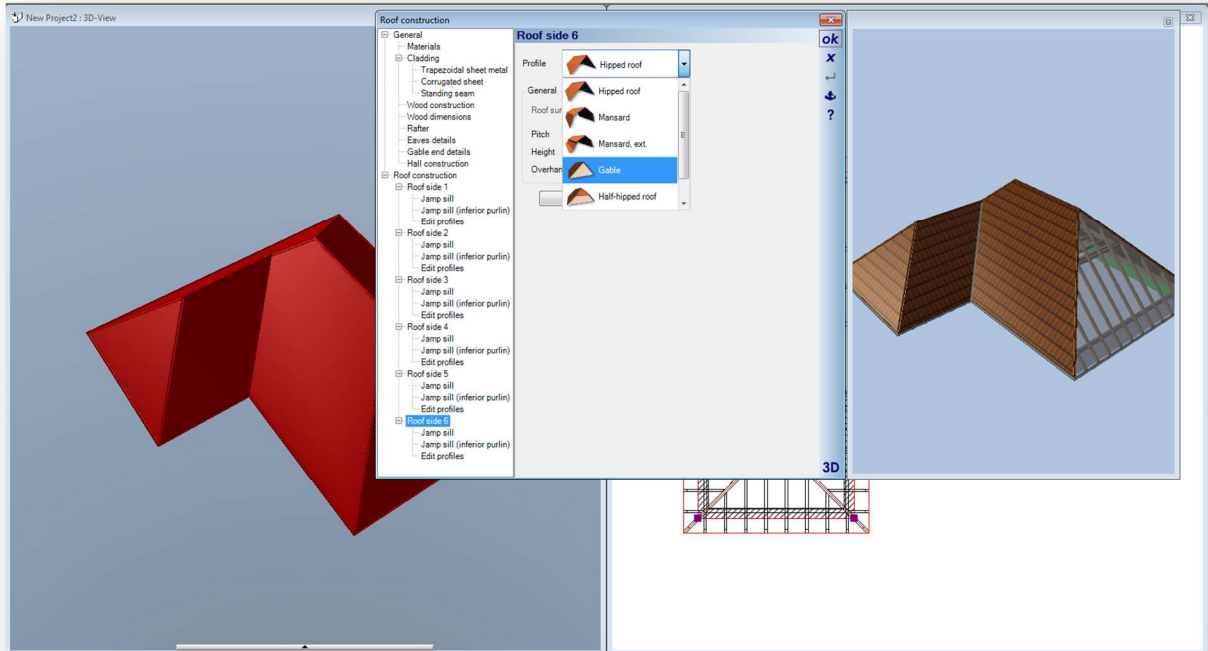 New Project2 : 3D-View
Roof construction
General
Materials
Cladding
Trapezoidal sheet metal
Corrugated sheet
Standing seam
Wood construction
Wood dimensions
Rafter
Eaves details
Gable end details
Hall construction
Roof construction
Roof side 1
Jamp sill
Jamp sill (inferior purlin)
Edit profiles
Roof side 2
Jamp sill
Jamp sill (inferior purlin)
Edit profiles
Roof side 3
Jamp sill
Jamp sill (inferior purlin)
Edit profiles
Roof side 4
Jamp sill
Jamp sill (inferior purlin)
Edit profiles
Roof side 5
Jamp sill
Jamp sill (inferior purlin)
Edit profiles
Roof side 6
Jamp sill
Jamp sill (inferior purlin)
Edit profiles
Roof side 6
Profile
Hipped roof
General
Roof sur
Pitch
Height
Overhan
Hipped roof
Mansard
Mansard, ext.
Gable
Half-hipped roof
ok
x
?
3D